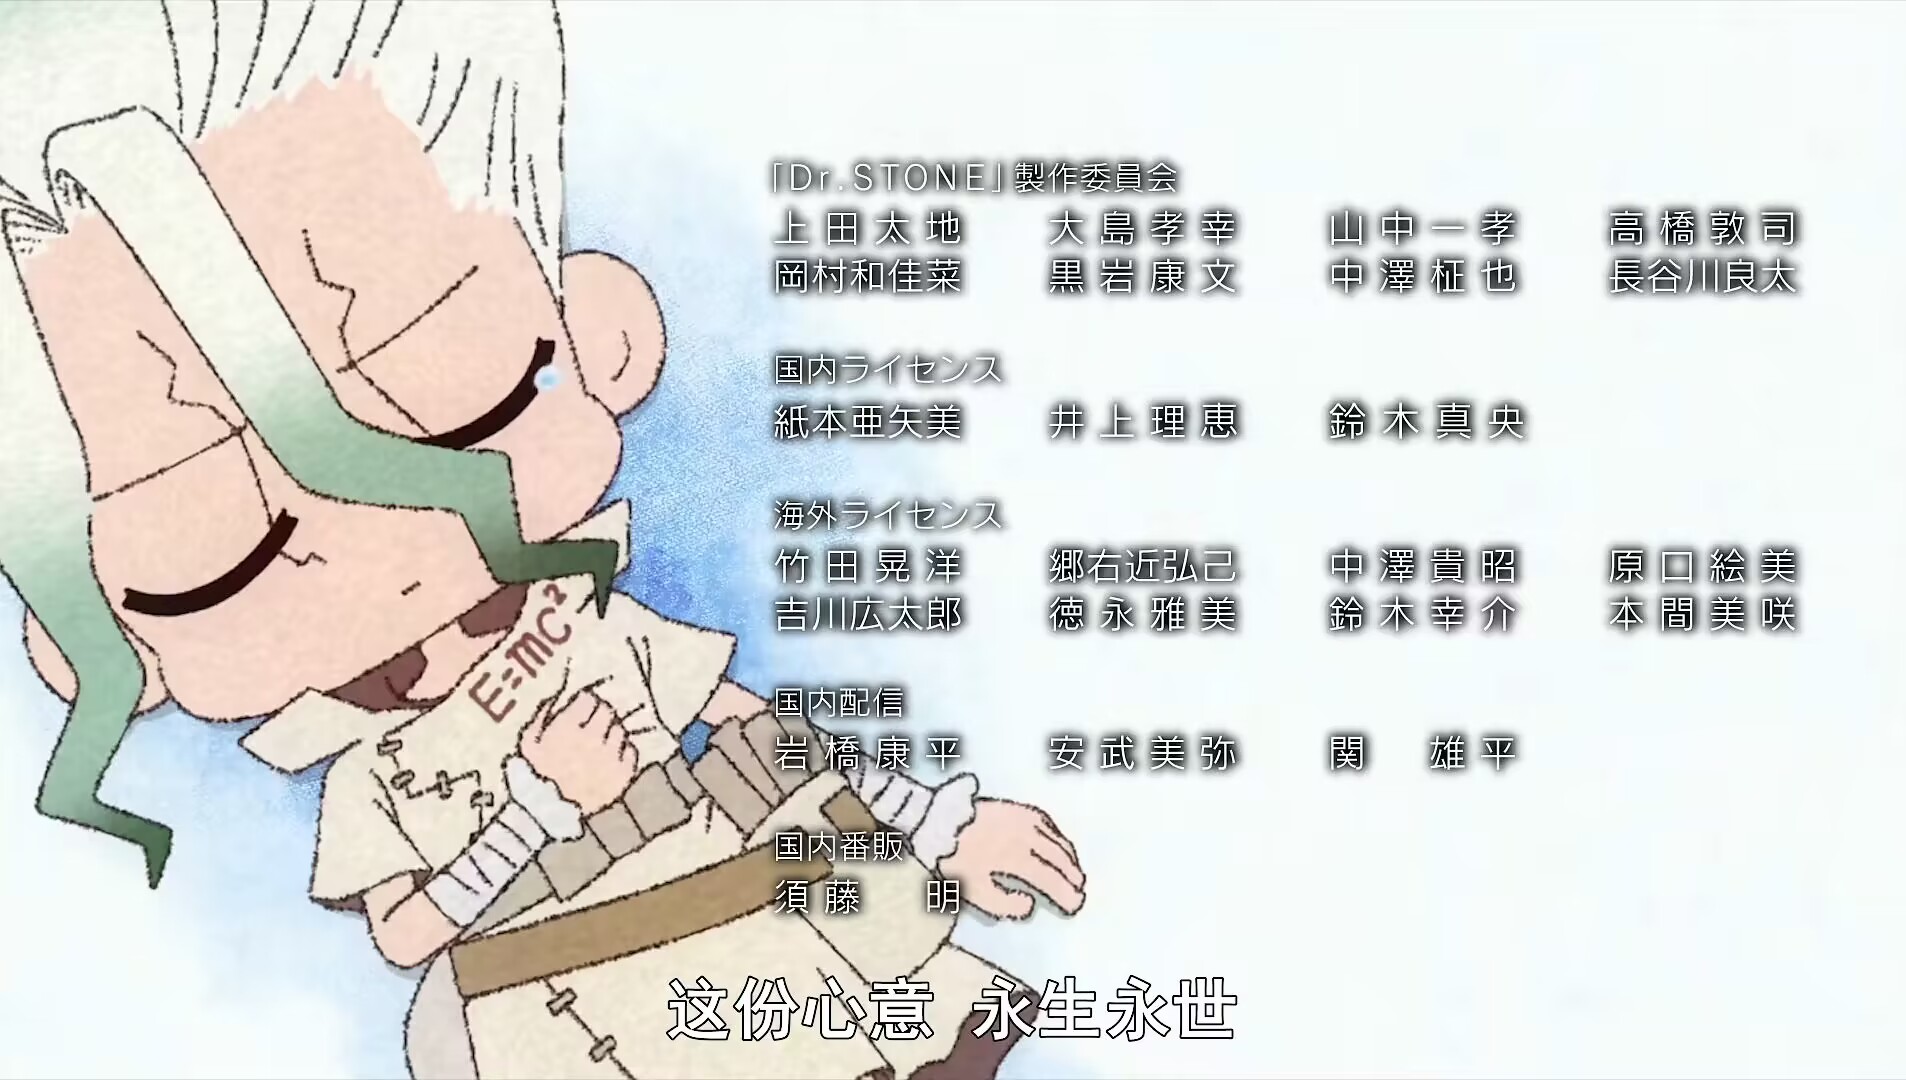 「Dr.STONE」製作委員会
上田太地 大島孝幸 山中一孝 高橋敦司
岡村和佳菜 黒岩康文 中澤柾也 長谷川良太
国内ライセンス
紙本亜矢美 井上理恵 鈴木真央
海外ライセンス
竹田晃洋 郷右近弘己 中澤貴昭 原口絵美
吉川広太郎 徳永雅美 鈴木幸介 本間美咲
国内配信
岩橋康平 安武美弥 関 雄平
国内番販
須藤 明
E=mc²
这份心意 永生永世